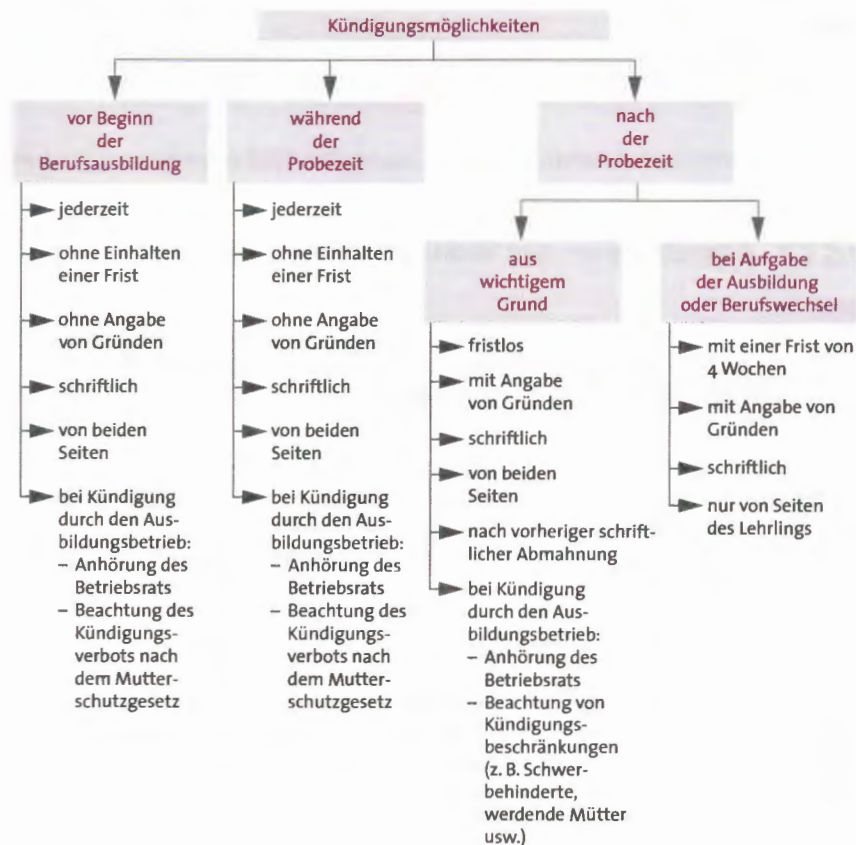 Kündigungsmöglichkeiten
vor Beginn
der
Berufsausbildung
jederzeit
ohne Einhalten
einer Frist
ohne Angabe
von Gründen
schriftlich
von beiden
Seiten
bei Kündigung
durch den Aus-
bildungsbetrieb:
– Anhörung des
Betriebsrats
– Beachtung des
Kündigungs-
verbots nach
dem Mutter-
schutzgesetz
während
der
Probezeit
jederzeit
ohne Einhalten
einer Frist
ohne Angabe
von Gründen
schriftlich
von beiden
Seiten
bei Kündigung
durch den Aus-
bildungsbetrieb:
– Anhörung des
Betriebsrats
– Beachtung des
Kündigungs-
verbots nach
dem Mutter-
schutzgesetz
nach
der
Probezeit
aus
wichtigem
Grund
fristlos
mit Angabe
von Gründen
schriftlich
von beiden
Seiten
nach vorheriger schrift-
licher Abmahnung
bei Kündigung
durch den Aus-
bildungsbetrieb:
– Anhörung des
Betriebsrats
– Beachtung von
Kündigungs-
beschränkungen
(z. B. Schwer-
behinderte,
werdende Mütter
usw.)
bei Aufgabe
der Ausbildung
oder Berufswechsel
mit einer Frist von
4 Wochen
mit Angabe von
Gründen
schriftlich
nur von Seiten
des Lehrlings